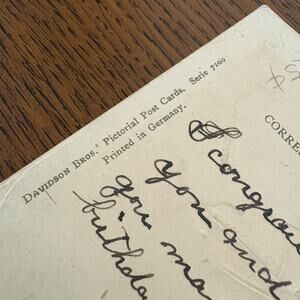 DAVIDSON BROS.' Pictorial Post Cards, Serie 7100
Printed in Germany.
CORRE
I congra
you and
you ma
birthda
$